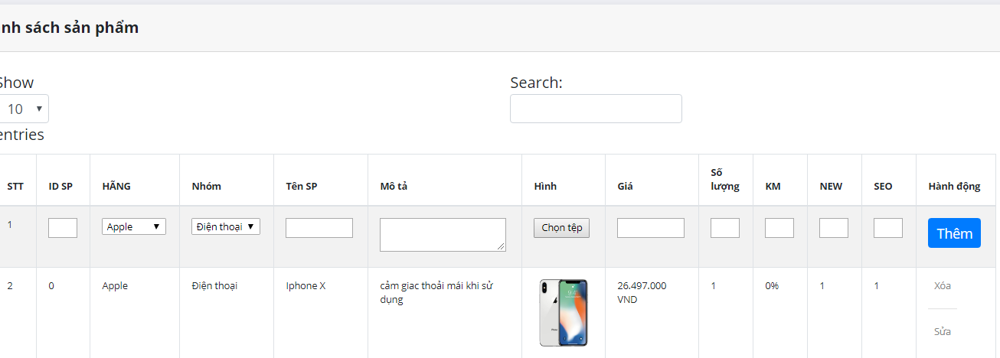 nh sách sản phẩm
Show
10
entries
Search:
STT ID SP HÃNG Nhóm Tên SP Mô tả Hình Giá Số lượng KM NEW SEO Hành động
1 Apple Điện thoại Chọn tệp Thêm
2 0 Apple Điện thoại Iphone X cảm giac thoải mái khi sử dụng 26.497.000 VND 1 0% 1 1 Xóa
Sửa